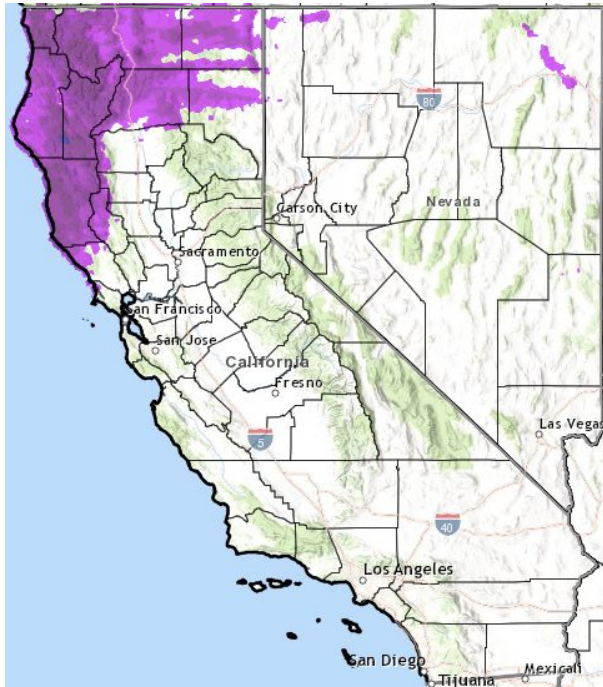 80
Carson City
Nevada
Sacramento
San Francisco
San Jose
California
Fresno
5
Las Vegas
40
Los Angeles
San Diego
Mexicali
Tijuana